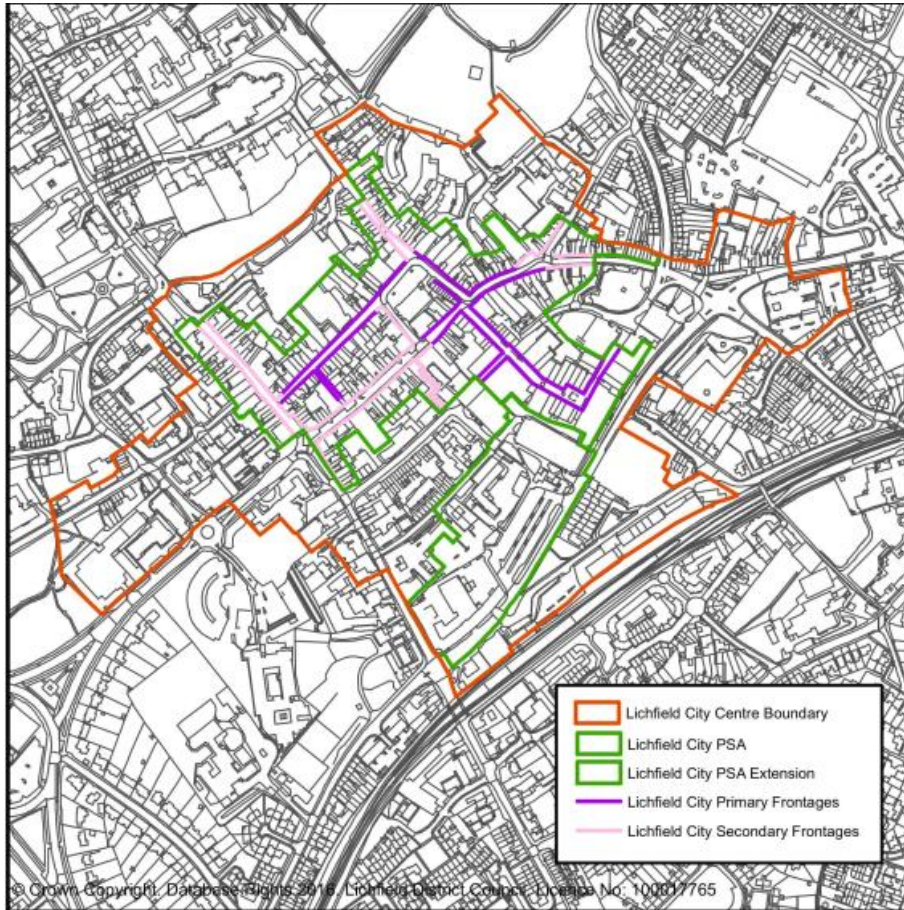 Lichfield City Centre Boundary
Lichfield City PSA
Lichfield City PSA Extension
Lichfield City Primary Frontages
Lichfield City Secondary Frontages
© Crown Copyright. Database Rights 2016. Lichfield District Council. Licence No: 100017765